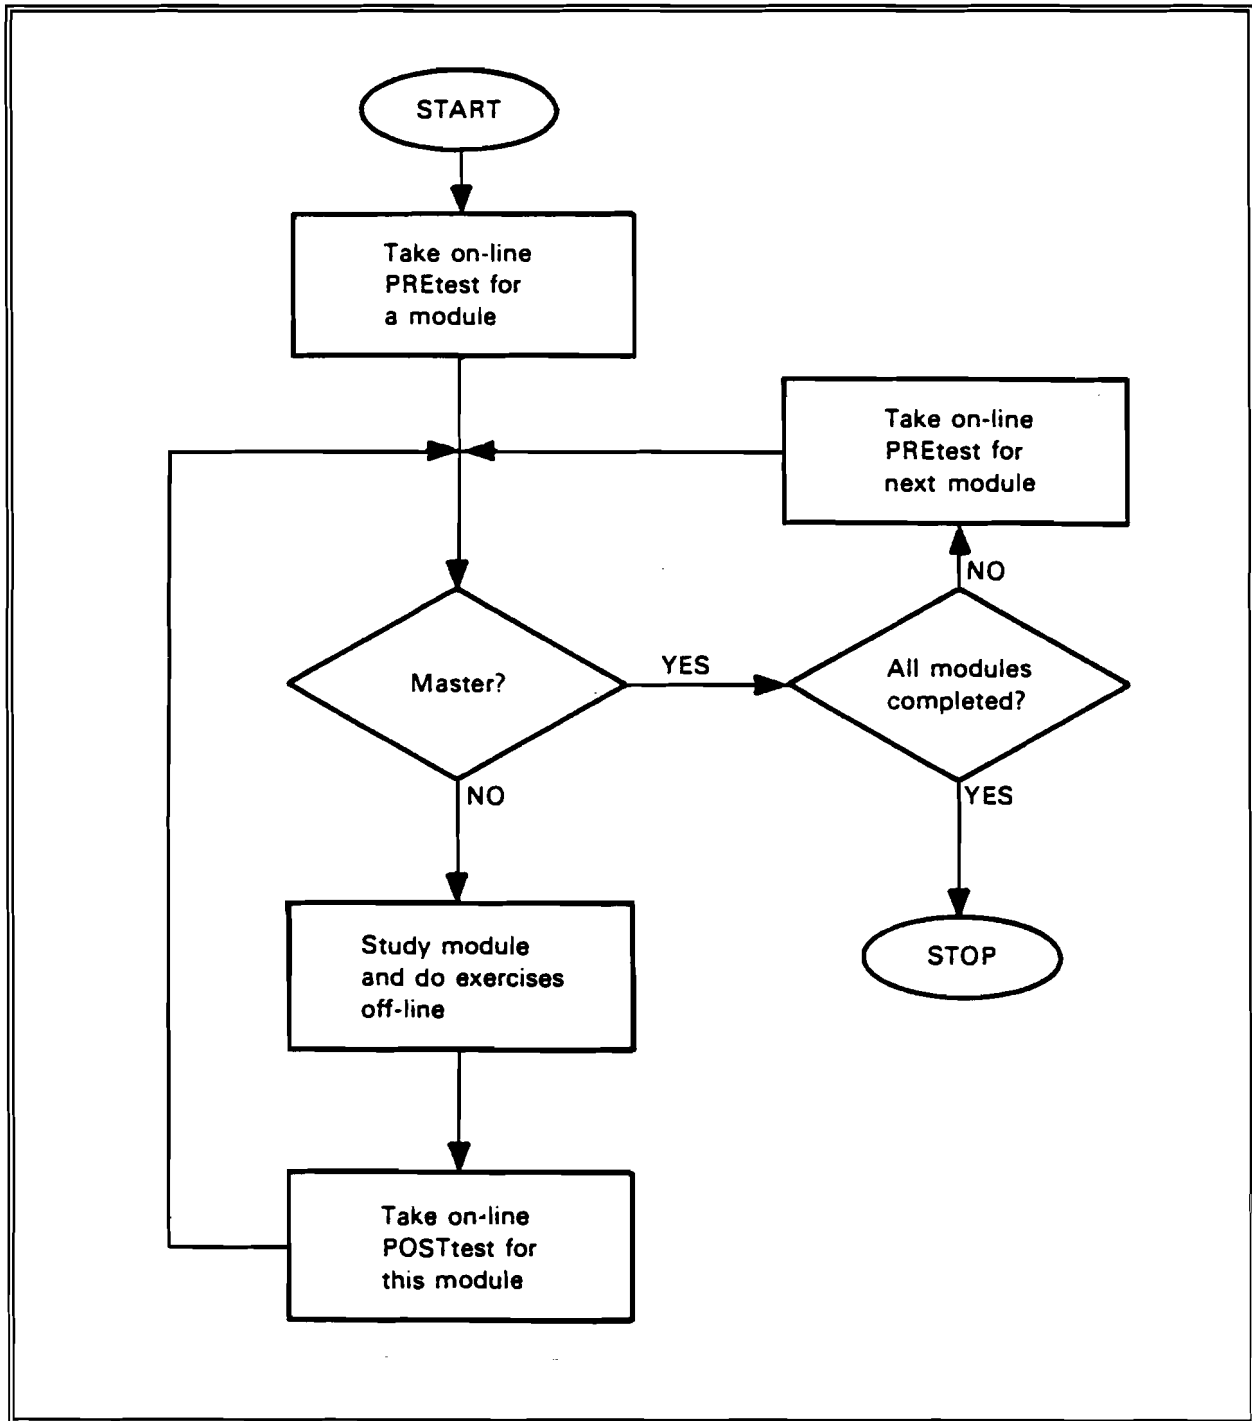 START
Take on-line
PREtest for
a module
Take on-line
PREtest for
next module
NO
Master?
YES
All modules
completed?
NO
YES
Study module
and do exercises
off-line
STOP
Take on-line
POSTtest for
this module